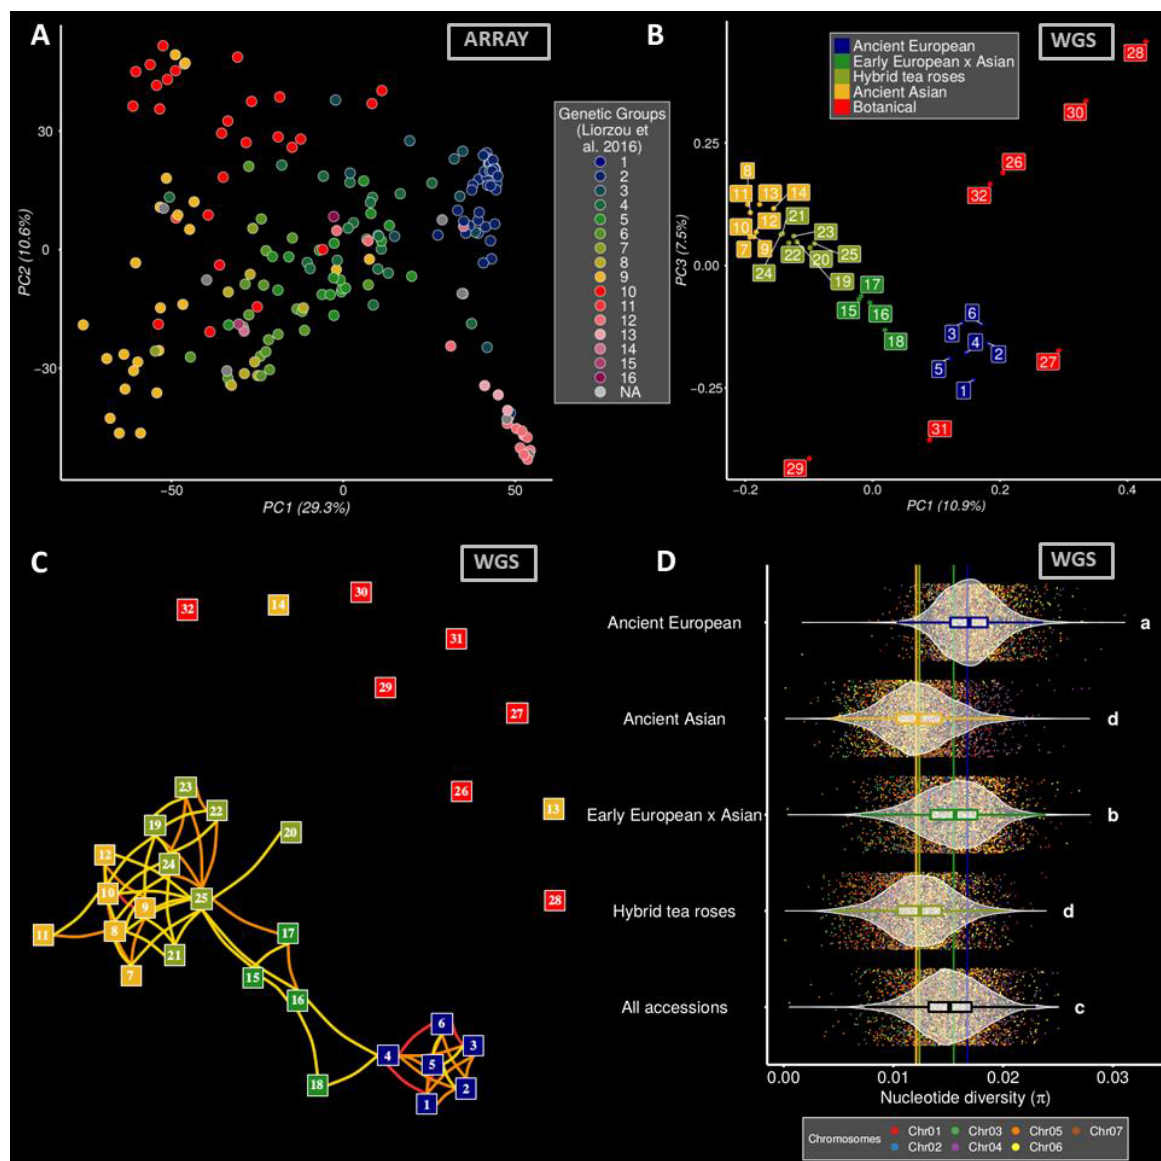 A
ARRAY
30
0
−30
PC2 (10.6%)
−50
0
50
PC1 (29.3%)
Genetic Groups
(Liorzou et
al. 2016)
1
2
3
4
5
6
7
8
9
10
11
12
13
14
15
16
NA
B
WGS
Ancient European
Early European x Asian
Hybrid tea roses
Ancient Asian
Botanical
28
30
26
32
8
11
13
14
21
10
12
23
7
9
22
20
25
24
19
17
15
16
18
6
3
4
2
5
1
27
31
29
0.25
0.00
−0.25
PC3 (7.5%)
−0.2
0.0
0.2
0.4
PC1 (10.9%)
C
WGS
32
14
30
31
29
27
26
13
28
23
22
19
20
12
24
10
9
25
11
8
21
7
17
15
16
18
6
4
3
5
2
1
D
WGS
Ancient European
a
Ancient Asian
d
Early European x Asian
b
Hybrid tea roses
d
All accessions
c
0.00
0.01
0.02
0.03
Nucleotide diversity (π)
Chromosomes
Chr01
Chr03
Chr05
Chr07
Chr02
Chr04
Chr06